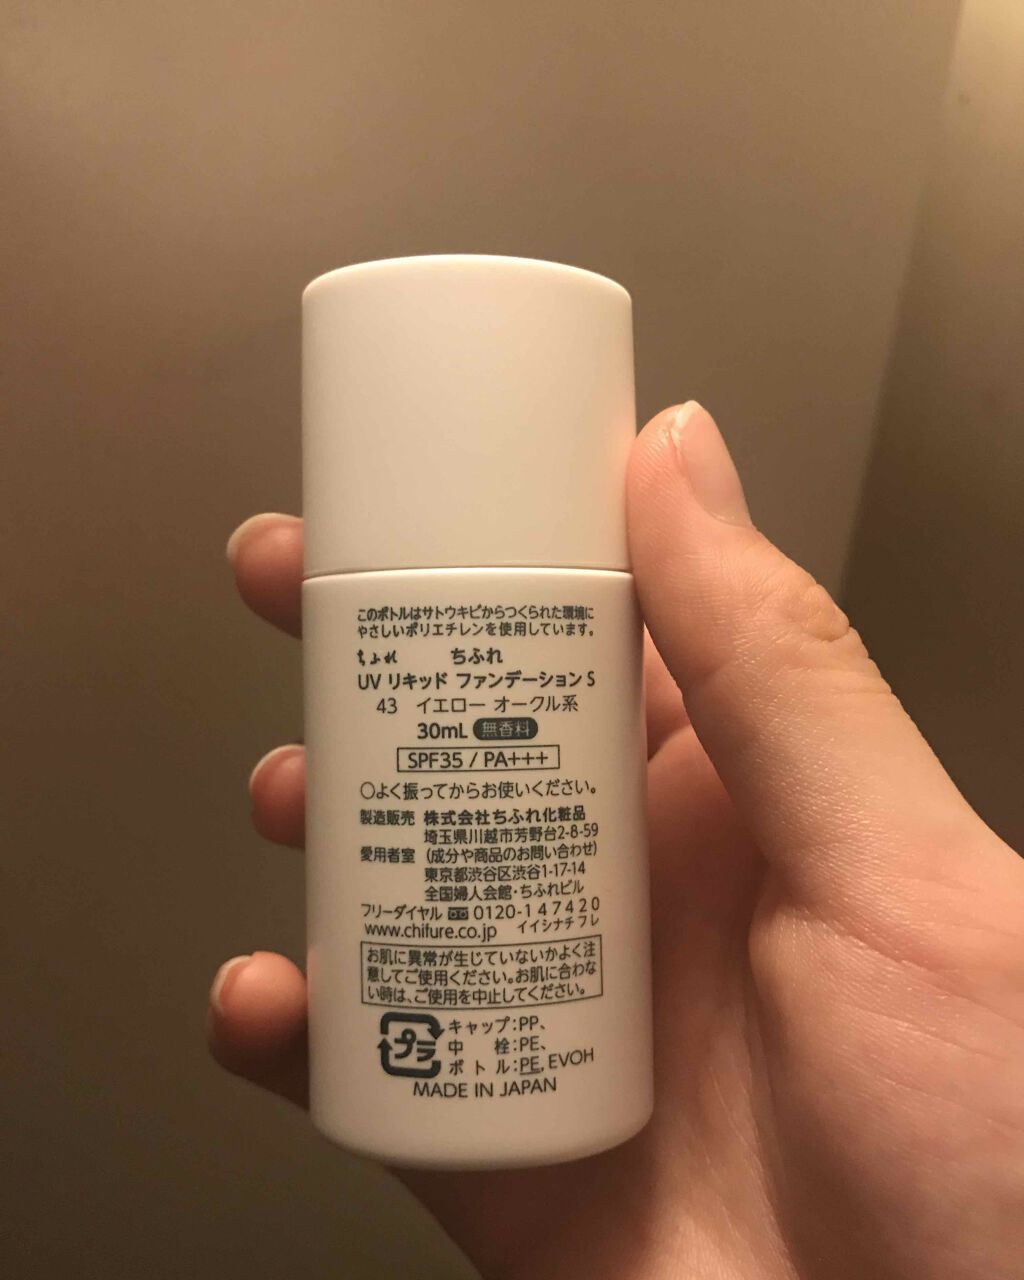 このボトルはサトウキビからつくられた環境に
やさしいポリエチレンを使用しています。
ちふれ ちふれ
UV リキッド ファンデーション S
43 イエロー オークル系
30mL 無香料
SPF35 / PA+++
○よく振ってからお使いください。
製造販売 株式会社ちふれ化粧品
埼玉県川越市芳野台2-8-59
愛用者室 (成分や商品のお問い合わせ)
東京都渋谷区渋谷1-17-14
全国婦人会館・ちふれビル
フリーダイヤル 0120-147420
www.chifure.co.jp イイシナチフレ
お肌に異常が生じていないかよく注
意してご使用ください。お肌に合わな
い時は、ご使用を中止してください。
プラ
キャップ:PP、
中 栓:PE、
ボトル:PE, EVOH
MADE IN JAPAN